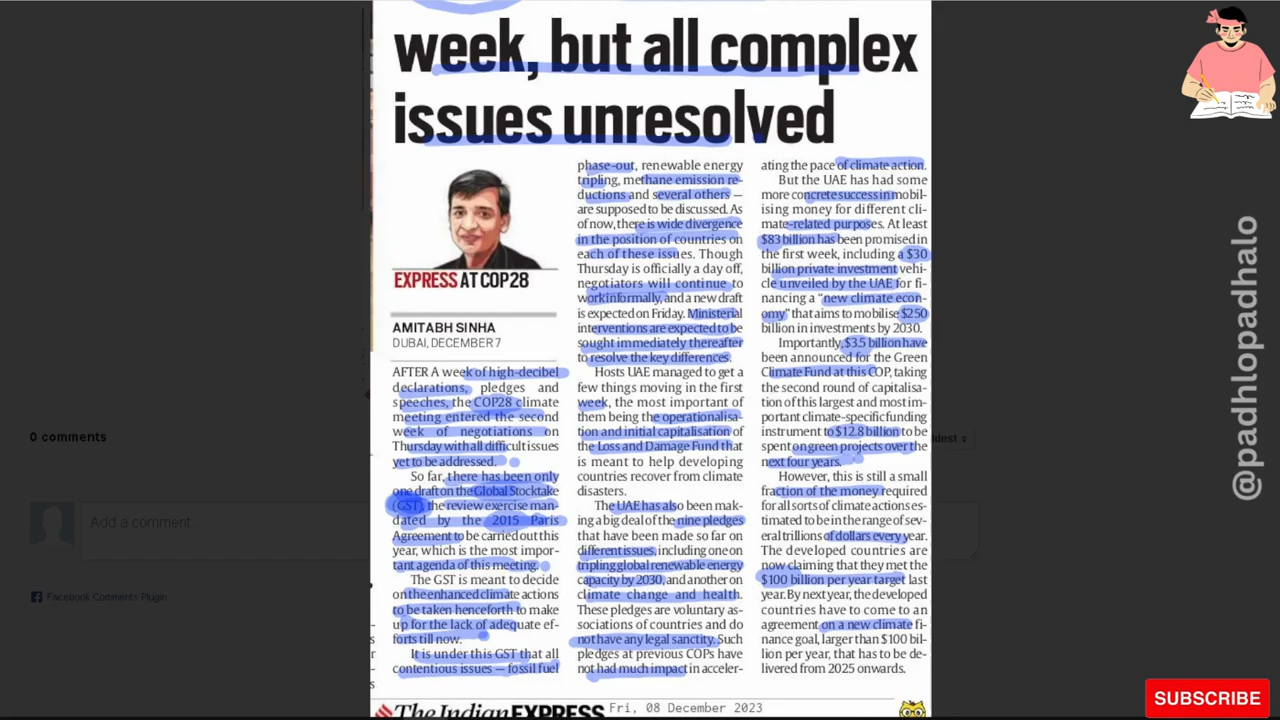 week, but all complex
issues unresolved
EXPRESS AT COP28
AMITABH SINHA
DUBAI, DECEMBER 7
AFTER A week of high-decibel
declarations, pledges and
speeches, the COP28 climate
meeting entered the second
week of negotiations on
Thursday with all difficult issues
yet to be addressed.
So far, there has been only
one draft on the Global Stocktake
(GST), the review exercise man-
dated by the 2015 Paris
Agreement to be carried out this
year, which is the most impor-
tant agenda of this meeting.
The GST is meant to decide
on the enhanced climate actions
to be taken henceforth to make
up for the lack of adequate ef-
forts till now.
It is under this GST that all
contentious issues — fossil fuel
phase-out, renewable energy
tripling, methane emission re-
ductions and several others —
are supposed to be discussed. As
of now, there is wide divergence
in the position of countries on
each of these issues. Though
Thursday is officially a day off,
negotiators will continue to
work informally, and a new draft
is expected on Friday. Ministerial
interventions are expected to be
sought immediately thereafter
to resolve the key differences.
Hosts UAE managed to get a
few things moving in the first
week, the most important of
them being the operationalisa-
tion and initial capitalisation of
the Loss and Damage Fund that
is meant to help developing
countries recover from climate
disasters.
The UAE has also been mak-
ing a big deal of the nine pledges
that have been made so far on
different issues, including one on
tripling global renewable energy
capacity by 2030, and another on
climate change and health.
These pledges are voluntary as-
sociations of countries and do
not have any legal sanctity. Such
pledges at previous COPs have
not had much impact in acceler-
ating the pace of climate action.
But the UAE has had some
more concrete success in mobil-
ising money for different cli-
mate-related purposes. At least
$83 billion has been promised in
the first week, including a $30
billion private investment vehi-
cle unveiled by the UAE for fi-
nancing a "new climate econ-
omy" that aims to mobilise $250
billion in investments by 2030.
Importantly, $3.5 billion have
been announced for the Green
Climate Fund at this COP, taking
the second round of capitalisa-
tion of this largest and most im-
portant climate-specific funding
instrument to $12.8 billion to be
spent on green projects over the
next four years.
However, this is still a small
fraction of the money required
for all sorts of climate actions es-
timated to be in the range of sev-
eral trillions of dollars every year.
The developed countries are
now claiming that they met the
$100 billion per year target last
year. By next year, the developed
countries have to come to an
agreement on a new climate fi-
nance goal, larger than $100 bil-
lion per year, that has to be de-
livered from 2025 onwards.
The Indian EXPRESS Fri, 08 December 2023
0 comments
ldest
Add a comment...
Facebook Comments Plugin
@padhlopadhalo
SUBSCRIBE